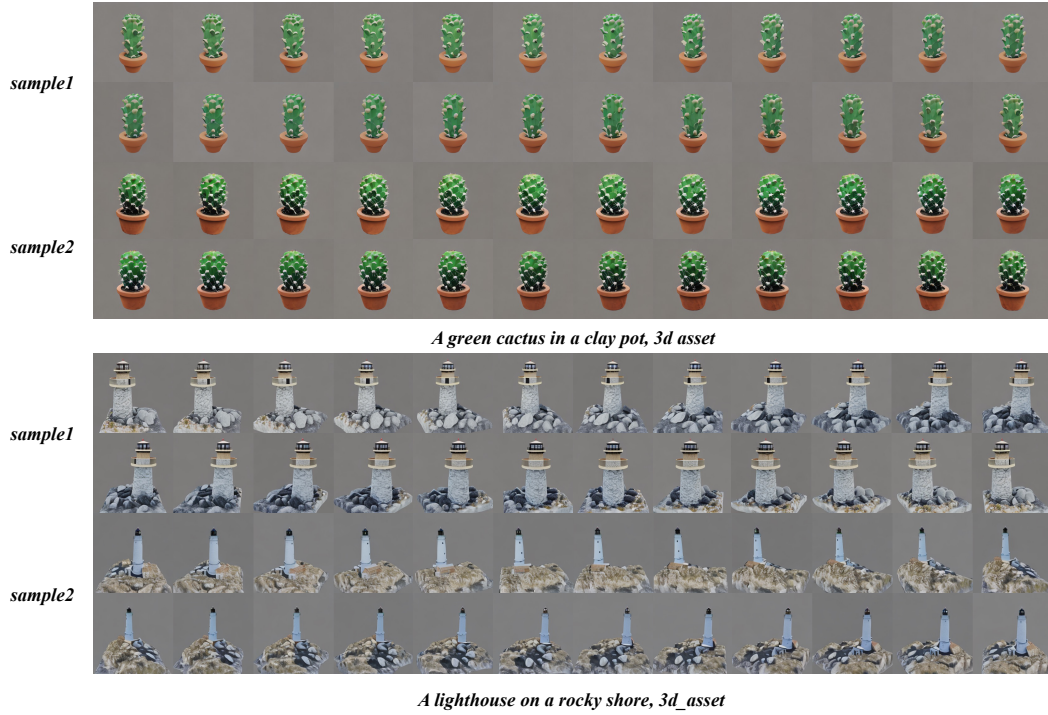 sample1
sample2
A green cactus in a clay pot, 3d asset
sample1
sample2
A lighthouse on a rocky shore, 3d_asset